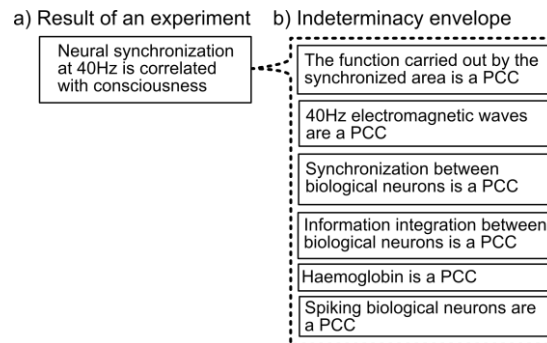 a) Result of an experiment
Neural synchronization
at 40Hz is correlated
with consciousness
b) Indeterminacy envelope
The function carried out by the
synchronized area is a PCC
40Hz electromagnetic waves
are a PCC
Synchronization between
biological neurons is a PCC
Information integration between
biological neurons is a PCC
Haemoglobin is a PCC
Spiking biological neurons are
a PCC